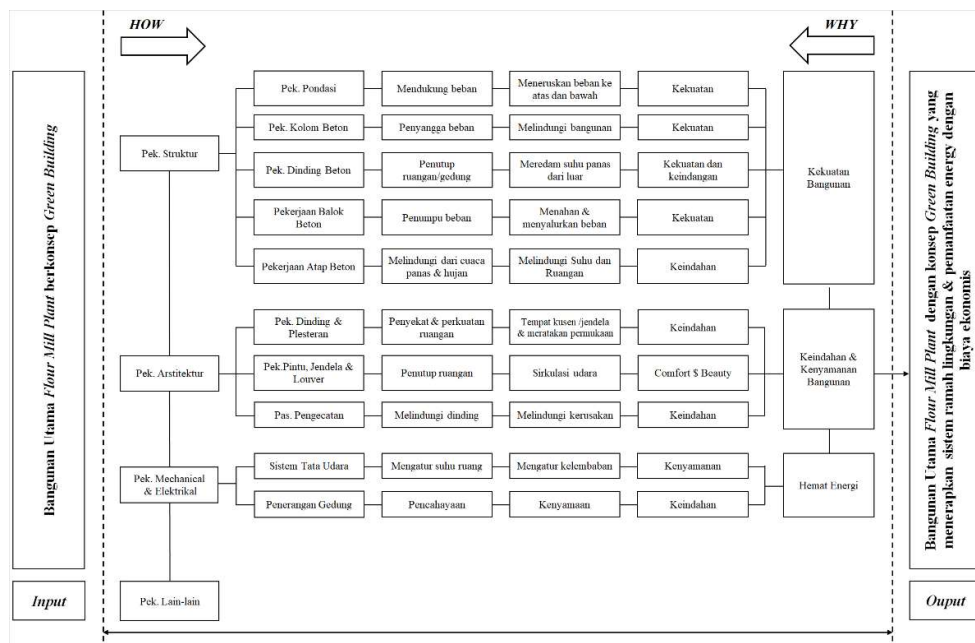 HOW
WHY
Bangunan Utama Flour Mill Plant berkonsep Green Building
Input
Pek. Struktur
Pek. Pondasi
Mendukung beban
Meneruskan beban ke
atas dan bawah
Kekuatan
Pek. Kolom Beton
Penyangga beban
Melindungi bangunan
Kekuatan
Pek. Dinding Beton
Penutup
ruangan/gedung
Meredam suhu panas
dari luar
Kekuatan dan
keindangan
Pekerjaan Balok
Beton
Penumpu beban
Menahan &
menyalurkan beban
Kekuatan
Pekerjaan Atap Beton
Melindungi dari cuaca
panas & hujan
Melindungi Suhu dan
Ruangan
Keindahan
Kekuatan
Bangunan
Pek. Arstitektur
Pek. Dinding &
Plesteran
Penyekat & perkuatan
ruangan
Tempat kusen /jendela
& meratakan permukaan
Keindahan
Pek.Pintu, Jendela &
Louver
Penutup ruangan
Sirkulasi udara
Comfort $ Beauty
Pas. Pengecatan
Melindungi dinding
Melindungi kerusakan
Keindahan
Keindahan &
Kenyamanan
Bangunan
Pek. Mechanical
& Elektrikal
Sistem Tata Udara
Mengatur suhu ruang
Mengatur kelembaban
Kenyamanan
Penerangan Gedung
Pencahayaan
Kenyamaan
Keindahan
Hemat Energi
Pek. Lain-lain
Bangunan Utama Flour Mill Plant dengan konsep Green Building yang
menerapkan sistem ramah lingkungan & pemanfaatan energy dengan
biaya ekonomis
Ouput